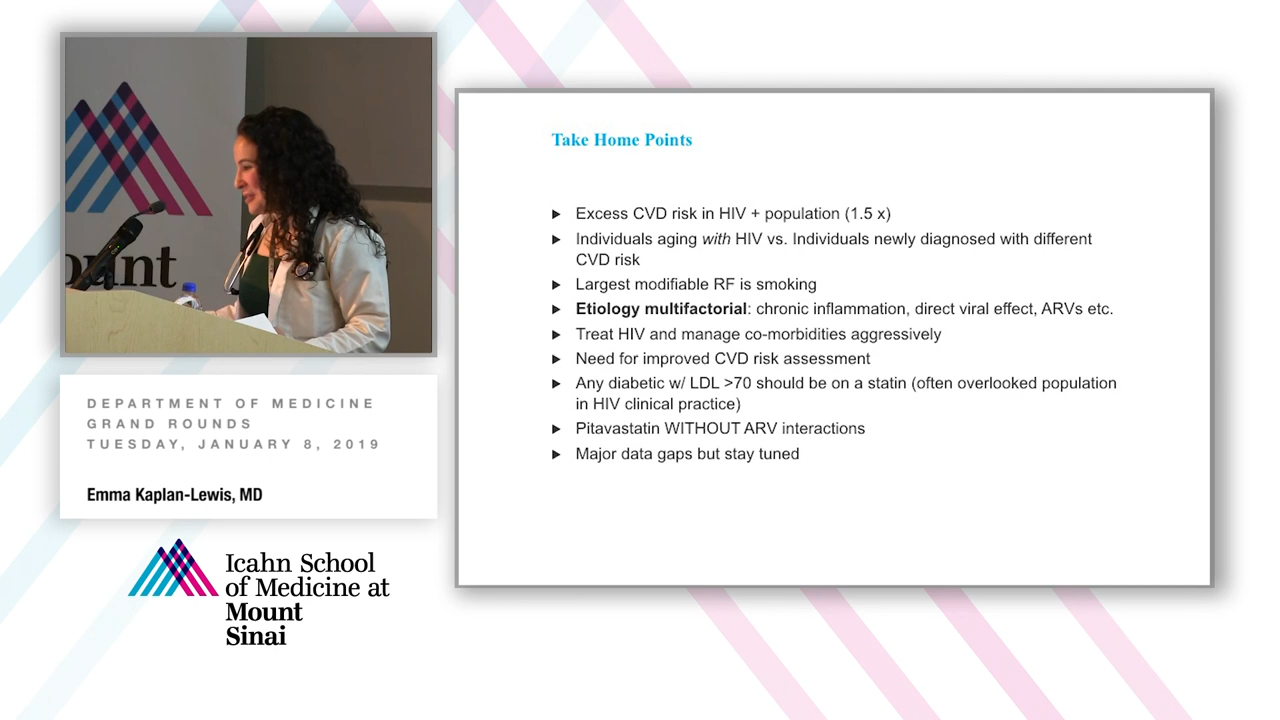 ount
DEPARTMENT OF MEDICINE
GRAND ROUNDS
TUESDAY, JANUARY 8, 2019
Emma Kaplan-Lewis, MD
Icahn School
of Medicine at
Mount
Sinai
Take Home Points
Excess CVD risk in HIV + population (1.5 x)
Individuals aging with HIV vs. Individuals newly diagnosed with different
CVD risk
Largest modifiable RF is smoking
Etiology multifactorial: chronic inflammation, direct viral effect, ARVs etc.
Treat HIV and manage co-morbidities aggressively
Need for improved CVD risk assessment
Any diabetic w/ LDL >70 should be on a statin (often overlooked population
in HIV clinical practice)
Pitavastatin WITHOUT ARV interactions
Major data gaps but stay tuned